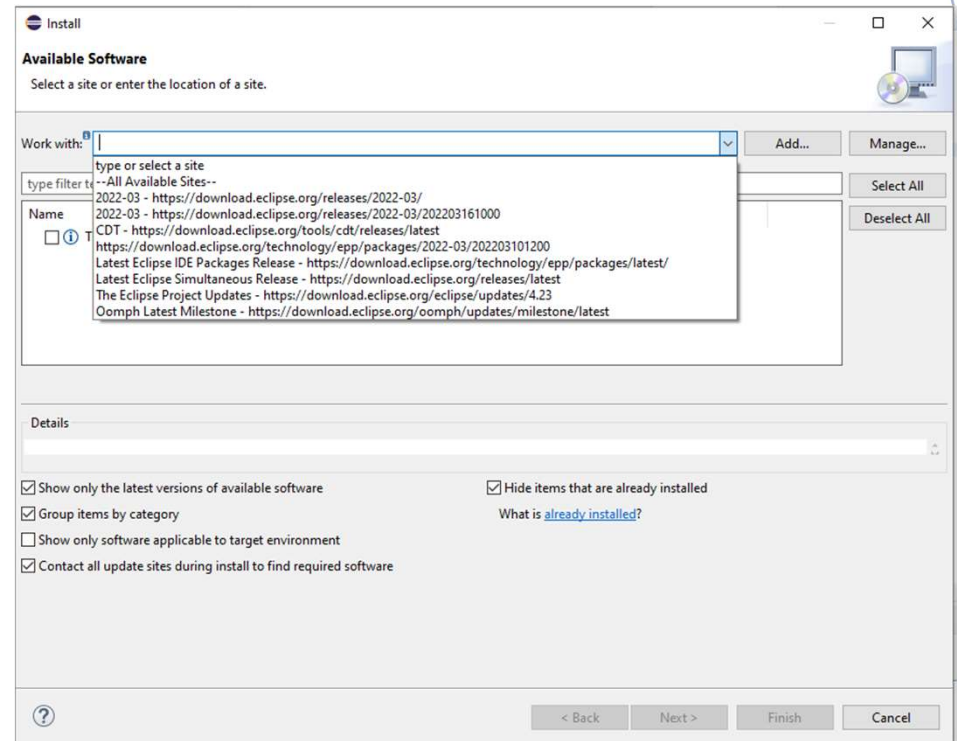 Install
Available Software
Select a site or enter the location of a site.
Work with:
Add...
Manage...
type or select a site
--All Available Sites--
2022-03 - https://download.eclipse.org/releases/2022-03/
2022-03 - https://download.eclipse.org/releases/2022-03/202203161000
CDT - https://download.eclipse.org/tools/cdt/releases/latest
https://download.eclipse.org/technology/epp/packages/2022-03/202203101200
Latest Eclipse IDE Packages Release - https://download.eclipse.org/technology/epp/packages/latest/
Latest Eclipse Simultaneous Release - https://download.eclipse.org/releases/latest
The Eclipse Project Updates - https://download.eclipse.org/eclipse/updates/4.23
Oomph Latest Milestone - https://download.eclipse.org/oomph/updates/milestone/latest
type filter
Select All
Name
Deselect All
Details
Show only the latest versions of available software
Hide items that are already installed
Group items by category
What is already installed?
Show only software applicable to target environment
Contact all update sites during install to find required software
< Back
Next >
Finish
Cancel